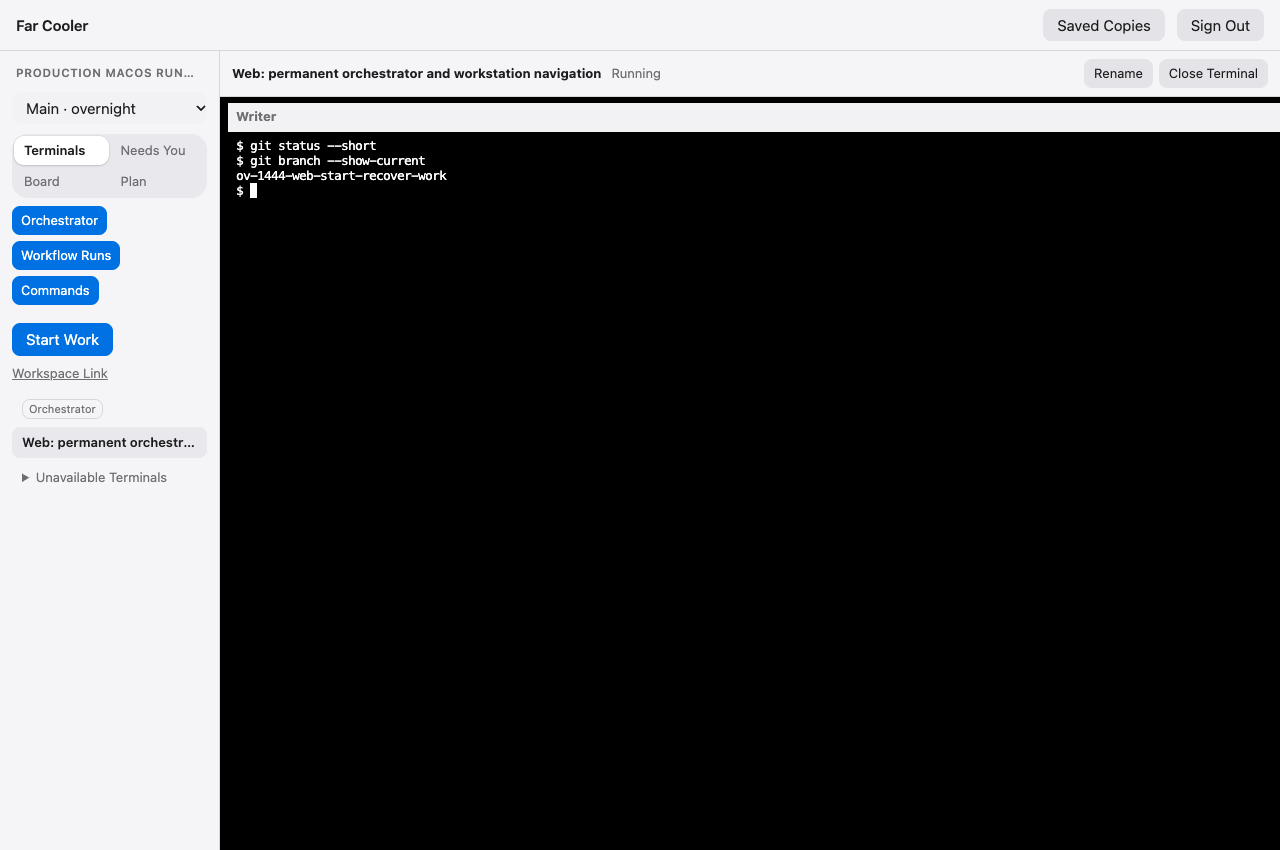 Far Cooler
Saved Copies
Sign Out
PRODUCTION MACOS RUN...
Main · overnight
Terminals
Needs You
Board
Plan
Orchestrator
Workflow Runs
Commands
Start Work
Workspace Link
Orchestrator
Web: permanent orchestr...
Unavailable Terminals
Web: permanent orchestrator and workstation navigation
Running
Rename
Close Terminal
Writer
$ git status --short
$ git branch --show-current
ov-1444-web-start-recover-work
$